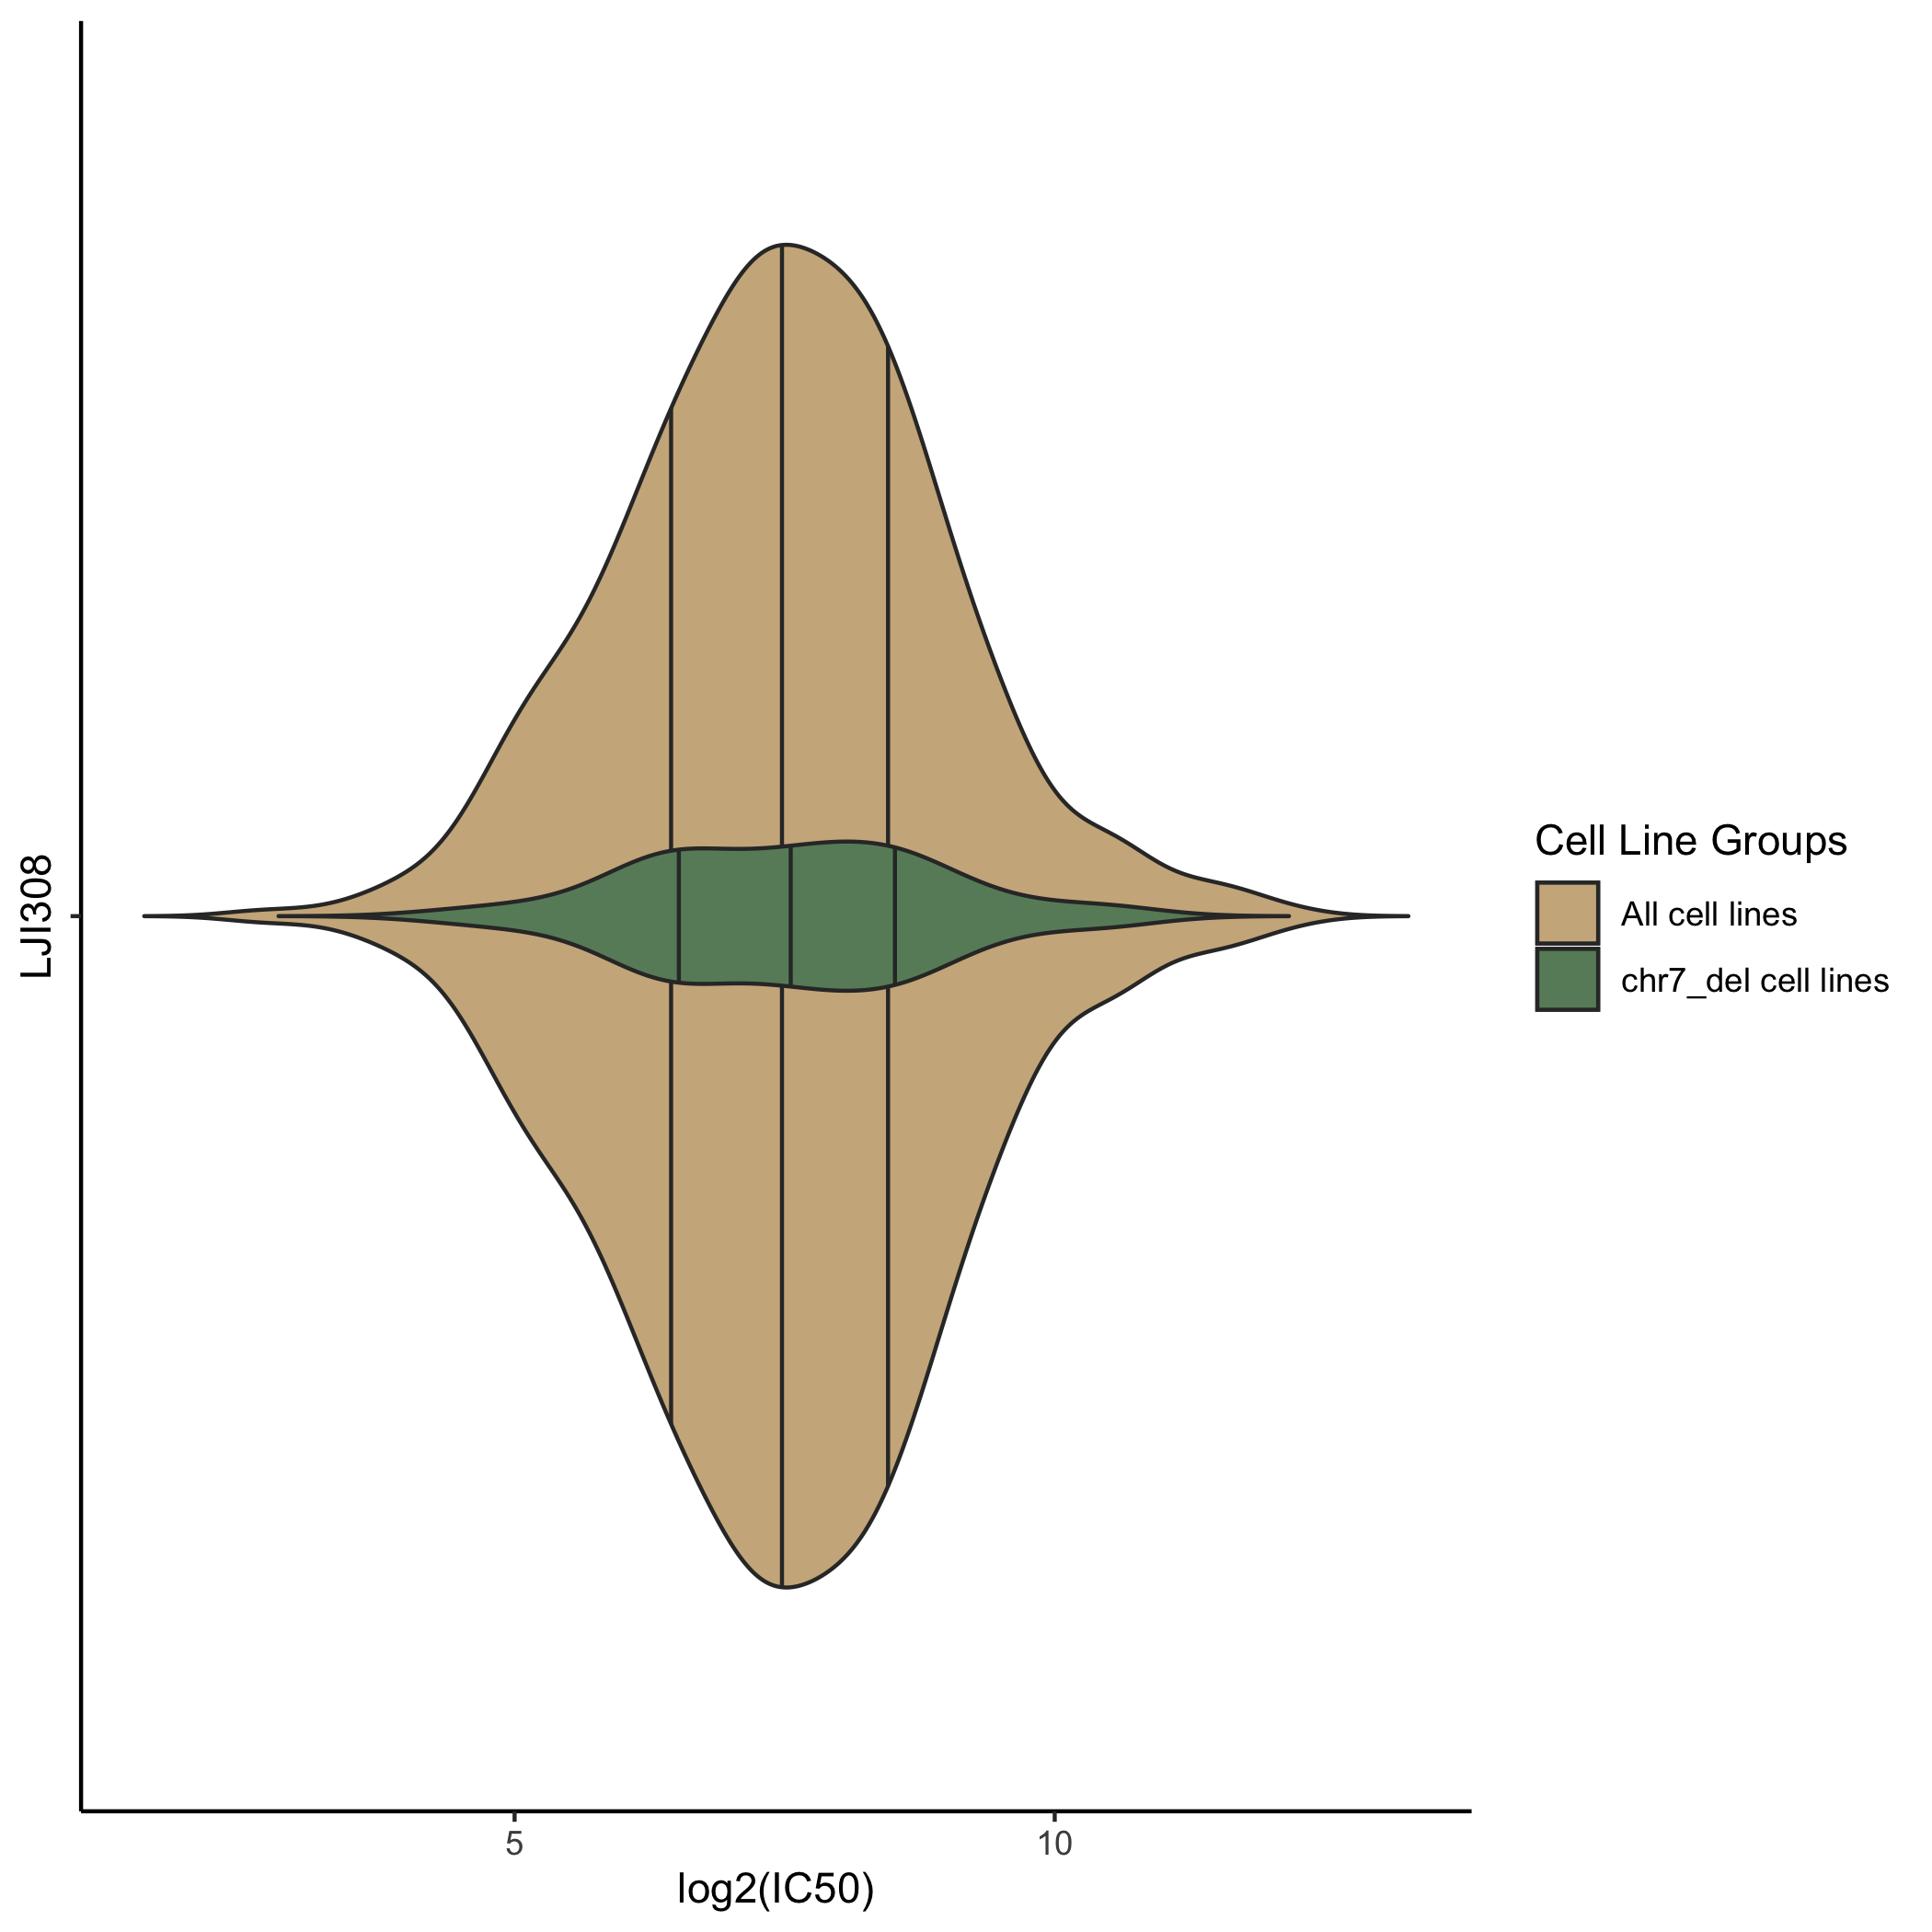 LJI308
5
10
log2(IC50)
Cell Line Groups
All cell lines
chr7_del cell lines